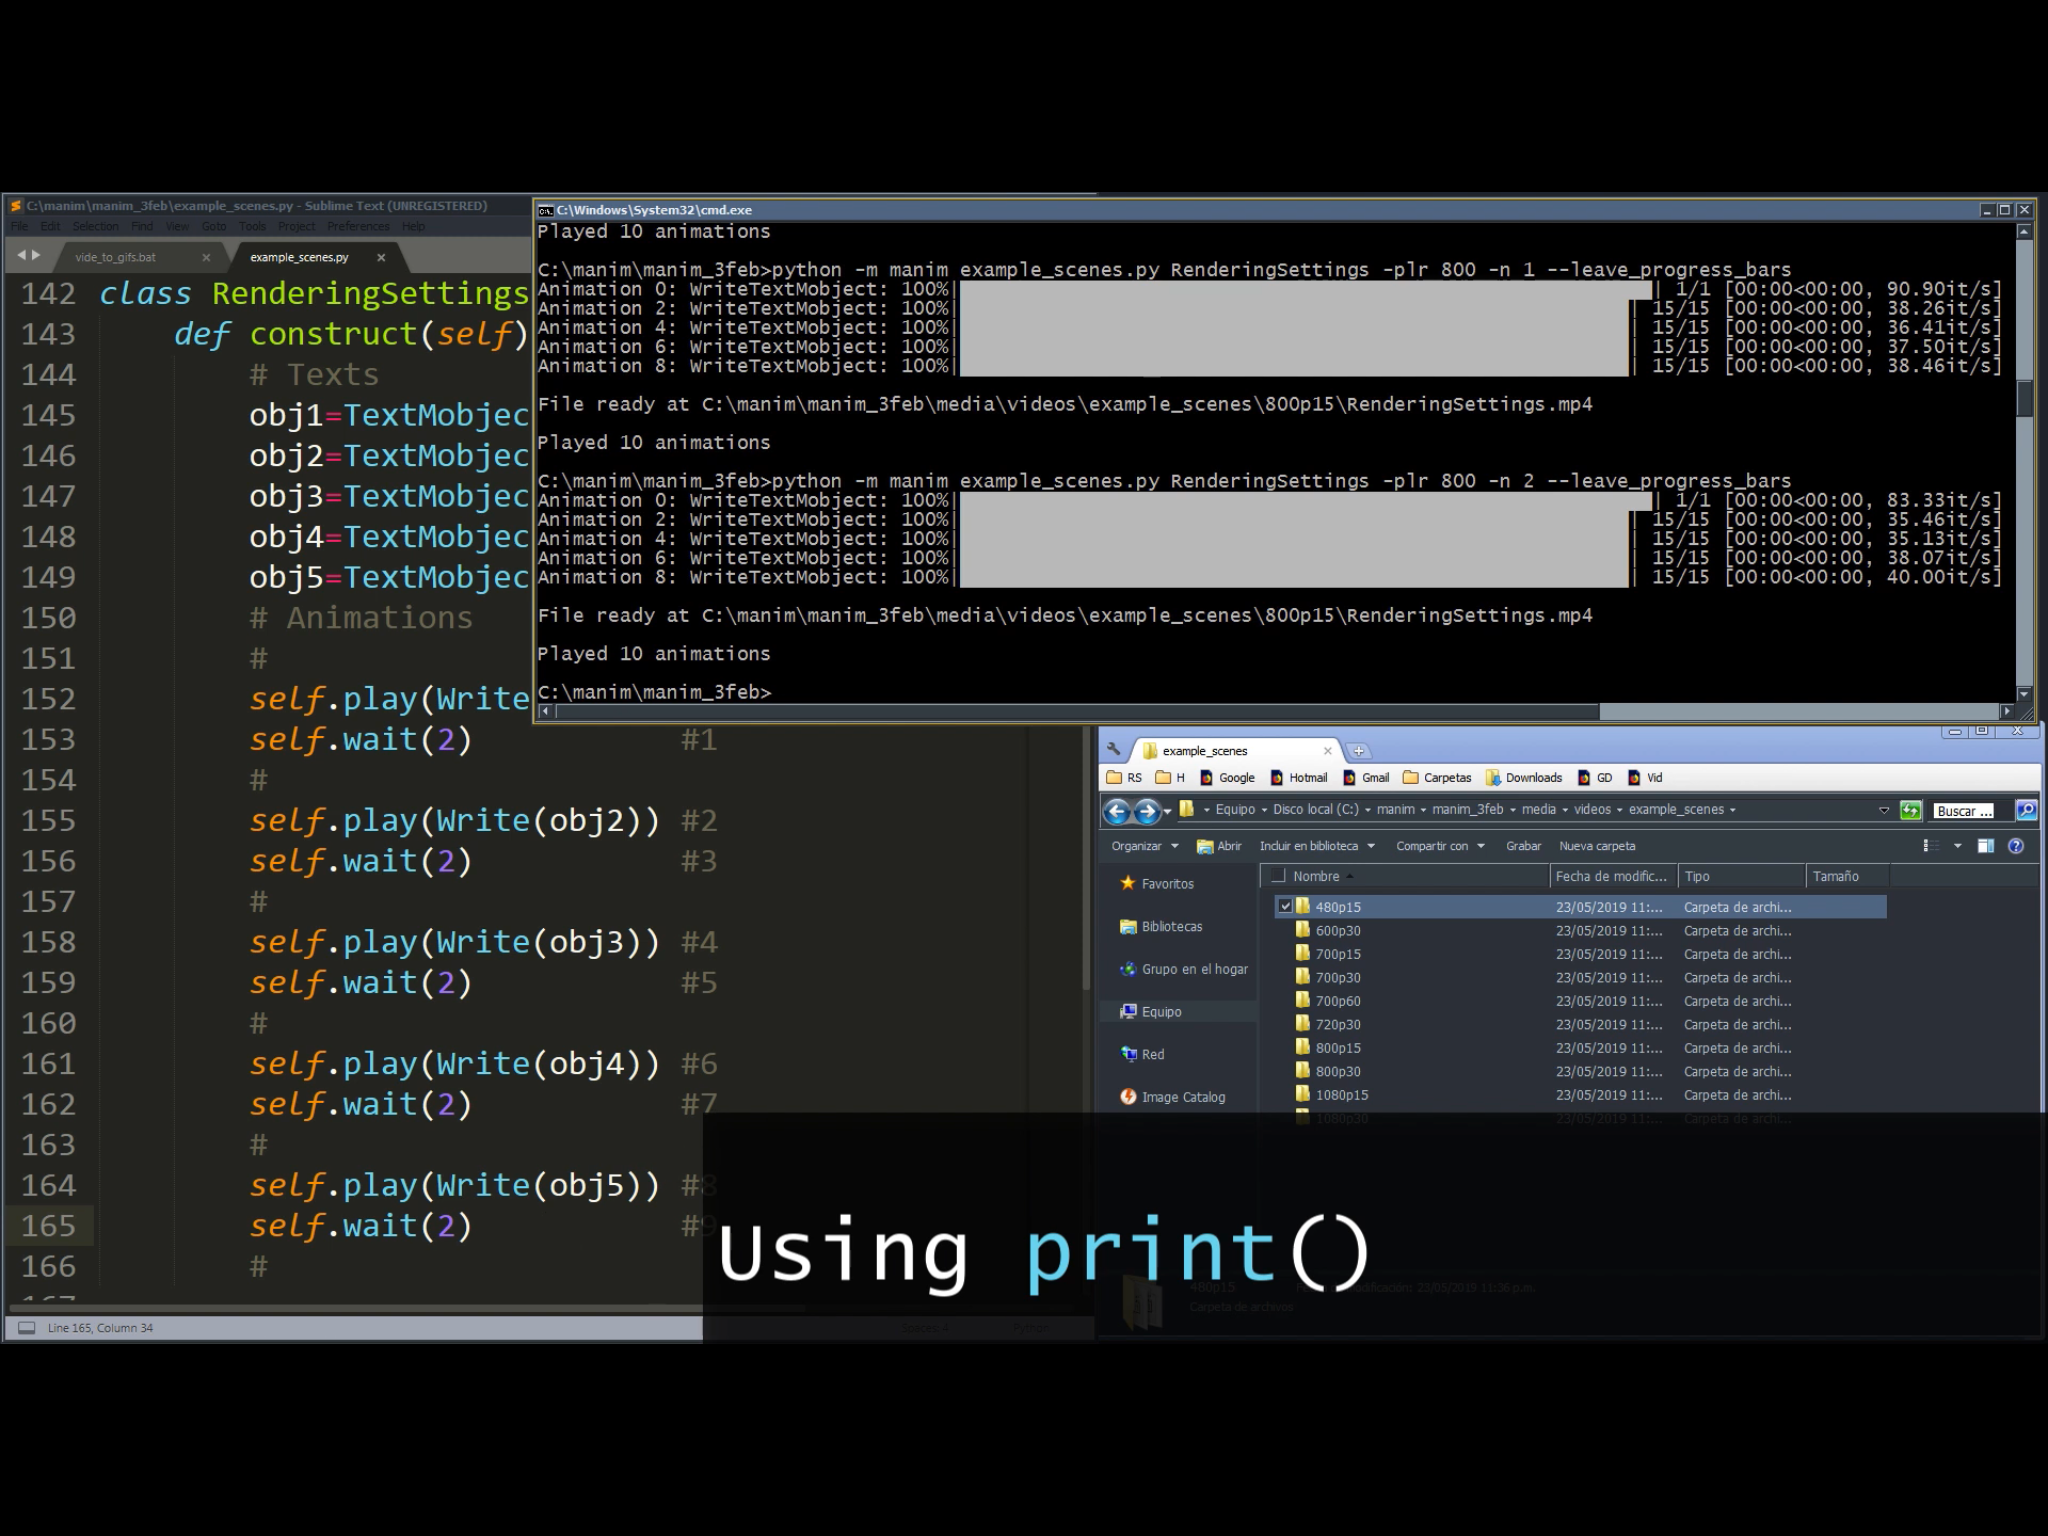 C:\manim\manim_3feb\example_scenes.py - Sublime Text (UNREGISTERED)
File Edit Selection Find View Goto Tools Project Preferences Help
vide_to_gifs.bat × example_scenes.py ×
142 class RenderingSettings
143 def construct(self)
144 # Texts
145 obj1=TextMobjec
146 obj2=TextMobjec
147 obj3=TextMobjec
148 obj4=TextMobjec
149 obj5=TextMobjec
150 # Animations
151 #
152 self.play(Write
153 self.wait(2) #1
154 #
155 self.play(Write(obj2)) #2
156 self.wait(2) #3
157 #
158 self.play(Write(obj3)) #4
159 self.wait(2) #5
160 #
161 self.play(Write(obj4)) #6
162 self.wait(2) #7
163 #
164 self.play(Write(obj5)) #8
165 self.wait(2) #9
166 #
Line 165, Column 34
C:\Windows\System32\cmd.exe
Played 10 animations
C:\manim\manim_3feb>python -m manim example_scenes.py RenderingSettings -plr 800 -n 1 --leave_progress_bars
Animation 0: WriteTextMobject: 100%| | 1/1 [00:00<00:00, 90.90it/s]
Animation 2: WriteTextMobject: 100%| | 15/15 [00:00<00:00, 38.26it/s]
Animation 4: WriteTextMobject: 100%| | 15/15 [00:00<00:00, 36.41it/s]
Animation 6: WriteTextMobject: 100%| | 15/15 [00:00<00:00, 37.50it/s]
Animation 8: WriteTextMobject: 100%| | 15/15 [00:00<00:00, 38.46it/s]
File ready at C:\manim\manim_3feb\media\videos\example_scenes\800p15\RenderingSettings.mp4
Played 10 animations
C:\manim\manim_3feb>python -m manim example_scenes.py RenderingSettings -plr 800 -n 2 --leave_progress_bars
Animation 0: WriteTextMobject: 100%| | 1/1 [00:00<00:00, 83.33it/s]
Animation 2: WriteTextMobject: 100%| | 15/15 [00:00<00:00, 35.46it/s]
Animation 4: WriteTextMobject: 100%| | 15/15 [00:00<00:00, 35.13it/s]
Animation 6: WriteTextMobject: 100%| | 15/15 [00:00<00:00, 38.07it/s]
Animation 8: WriteTextMobject: 100%| | 15/15 [00:00<00:00, 40.00it/s]
File ready at C:\manim\manim_3feb\media\videos\example_scenes\800p15\RenderingSettings.mp4
Played 10 animations
C:\manim\manim_3feb>
example_scenes
RS H Google Hotmail Gmail Carpetas Downloads GD Vid
Equipo Disco local (C:) manim manim_3feb media videos example_scenes Buscar ...
Organizar Abrir Incluir en biblioteca Compartir con Grabar Nueva carpeta
Nombre Fecha de modific... Tipo Tamaño
Favoritos
Bibliotecas
Grupo en el hogar
Equipo
Red
Image Catalog
480p15 23/05/2019 11:... Carpeta de archi...
600p30 23/05/2019 11:... Carpeta de archi...
700p15 23/05/2019 11:... Carpeta de archi...
700p30 23/05/2019 11:... Carpeta de archi...
700p60 23/05/2019 11:... Carpeta de archi...
720p30 23/05/2019 11:... Carpeta de archi...
800p15 23/05/2019 11:... Carpeta de archi...
800p30 23/05/2019 11:... Carpeta de archi...
1080p15 23/05/2019 11:... Carpeta de archi...
1080p30 23/05/2019 11:... Carpeta de archi...
Using print()
480p15
Carpeta de archivos